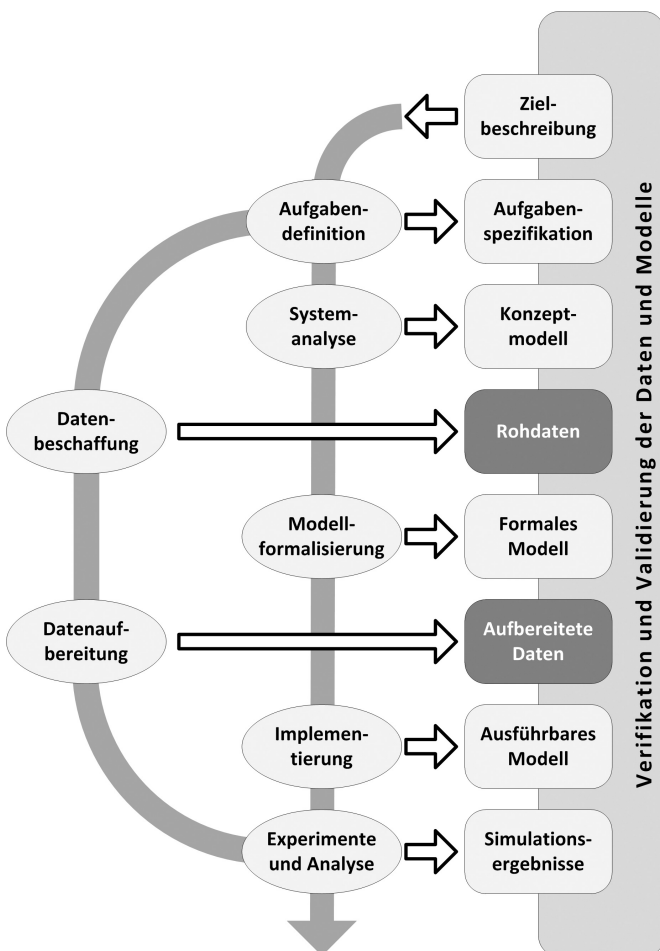 Ziel-
beschreibung
Aufgaben-
definition
Aufgaben-
spezifikation
System-
analyse
Konzept-
modell
Daten-
beschaffung
Rohdaten
Modell-
formalisierung
Formales
Modell
Datenauf-
bereitung
Aufbereitete
Daten
Implemen-
tierung
Ausführbares
Modell
Experimente
und Analyse
Simulations-
ergebnisse
Verifikation und Validierung der Daten und Modelle